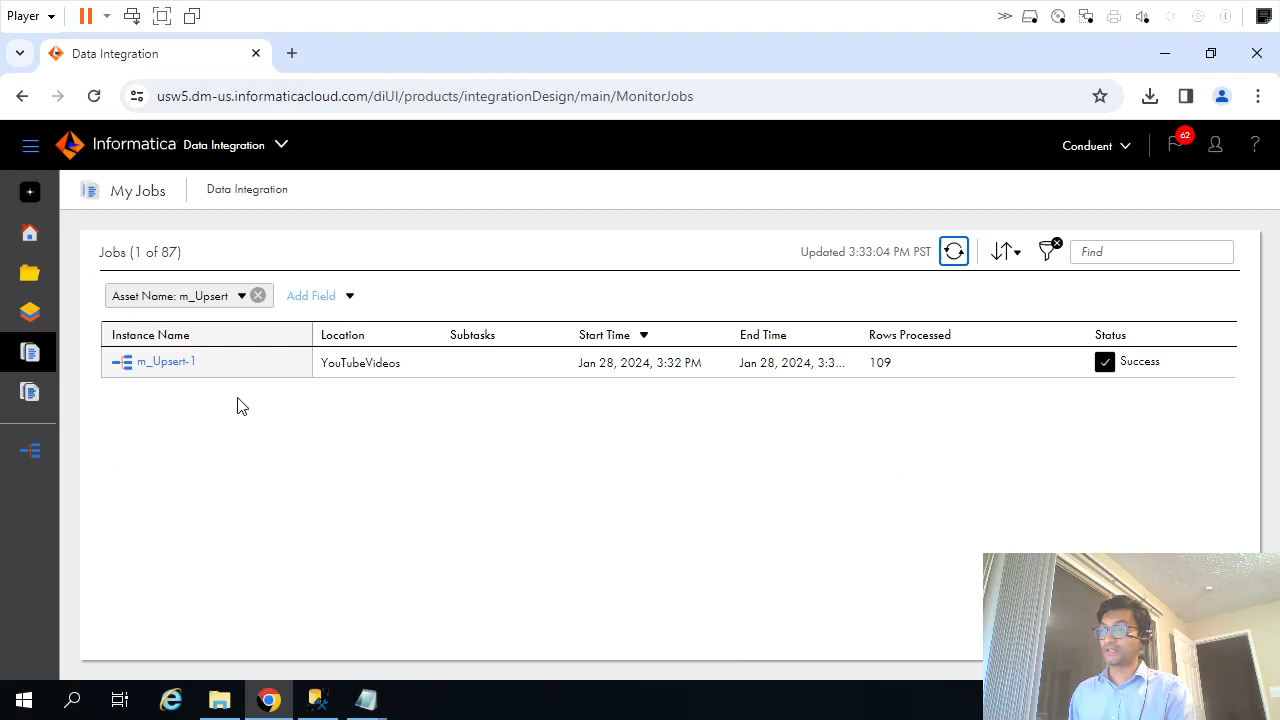 Player
Data Integration
usw5.dm-us.informaticacloud.com/diUI/products/integrationDesign/main/MonitorJobs
Informatica Data Integration Conduent 62 ?
My Jobs Data Integration
Jobs (1 of 87) Updated 3:33:04 PM PST Find
Asset Name: m_Upsert Add Field
Instance Name Location Subtasks Start Time End Time Rows Processed Status
m_Upsert-1 YouTubeVideos Jan 28, 2024, 3:32 PM Jan 28, 2024, 3:3... 109 Success